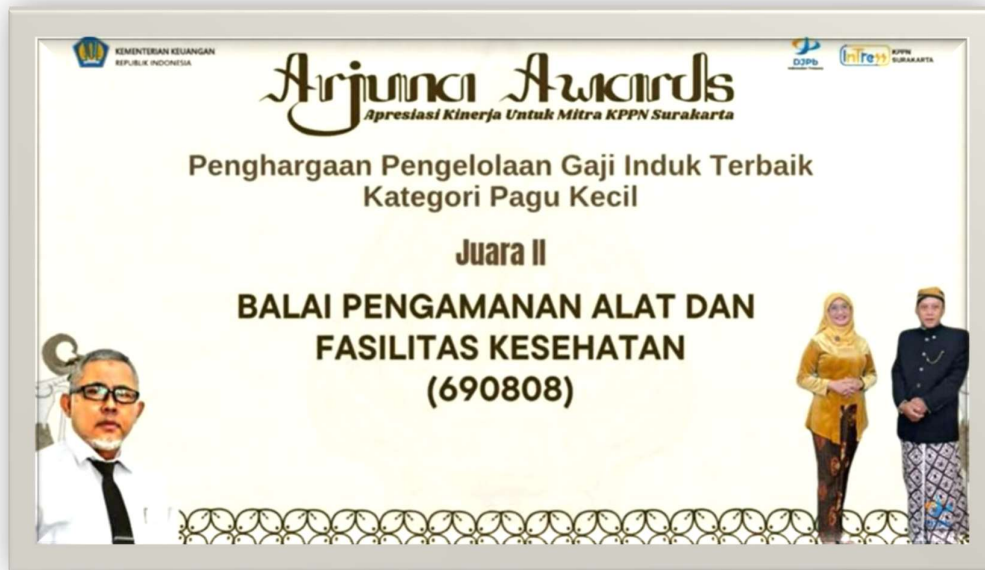 KEMENTERIAN KEUANGAN
REPUBLIK INDONESIA
DJPb
InTress
KPPN
SURAKARTA
Arjuna Awards
Apresiasi Kinerja Untuk Mitra KPPN Surakarta
Penghargaan Pengelolaan Gaji Induk Terbaik
Kategori Pagu Kecil
Juara II
BALAI PENGAMANAN ALAT DAN
FASILITAS KESEHATAN
(690808)